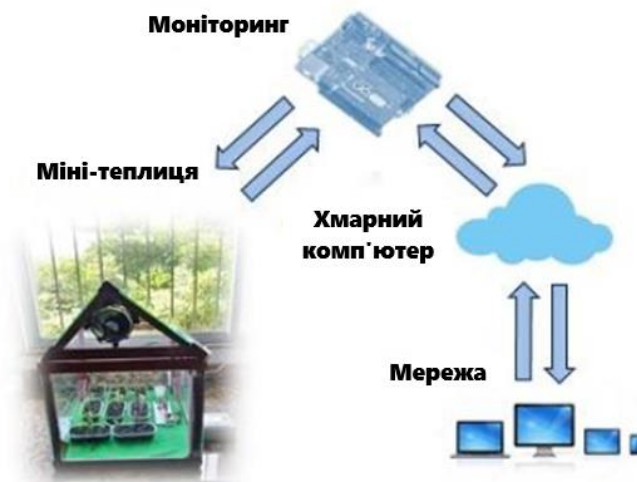 Моніторинг
Міні-теплиця
Хмарний
комп'ютер
Мережа